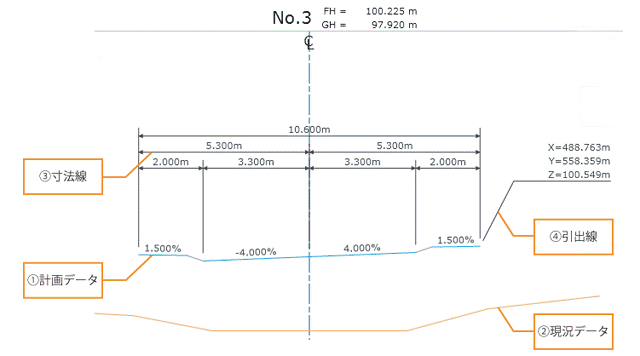 No.3
FH = 100.225 m
GH = 97.920 m
℄
10.600m
5.300m 5.300m
2.000m 3.300m 3.300m 2.000m
X=488.763m
Y=558.359m
Z=100.549m
③寸法線
④引出線
1.500% -4.000% 4.000% 1.500%
①計画データ
②現況データ